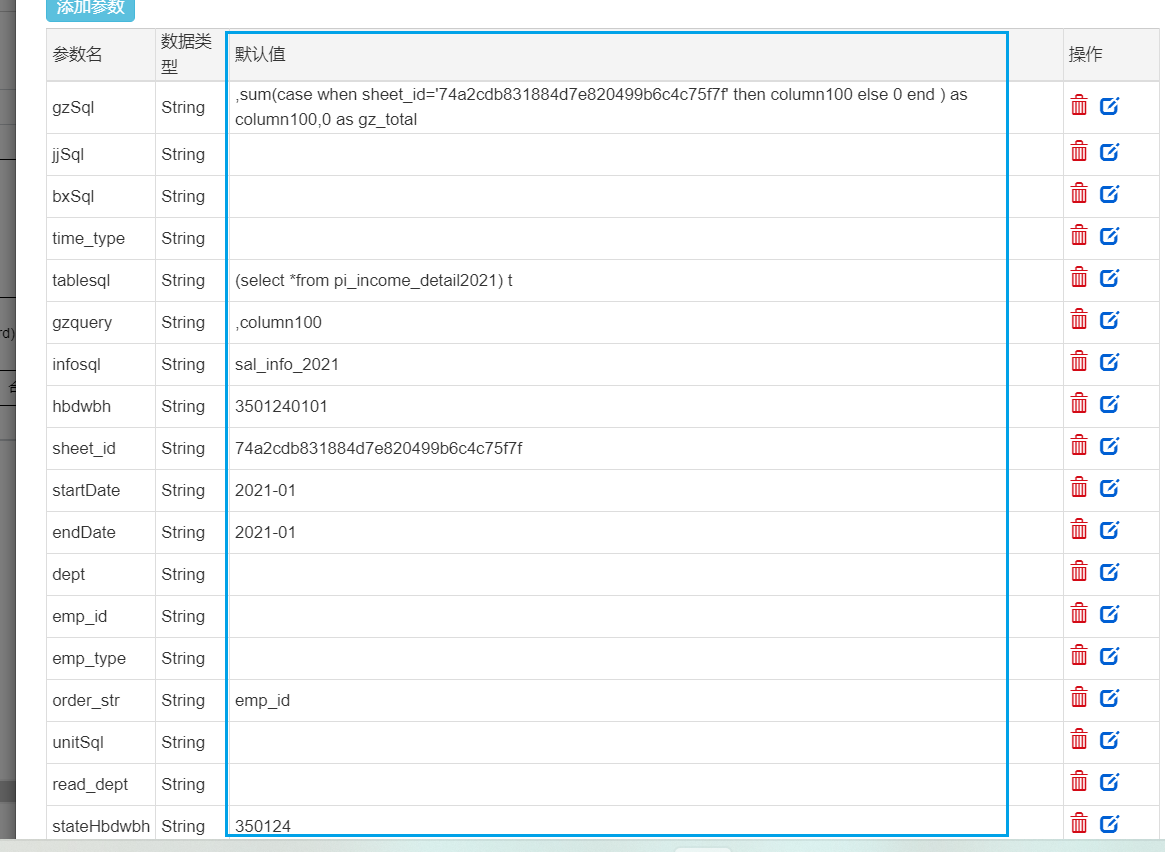 添加参数
参数名 数据类 默认值 操作
型
gzSql String ,sum(case when sheet_id='74a2cdb831884d7e820499b6c4c75f7f' then column100 else 0 end ) as
column100,0 as gz_total
jjSql String
bxSql String
time_type String
tablesql String (select *from pi_income_detail2021) t
gzquery String ,column100
rd)
infosql String sal_info_2021
hbdwbh String 3501240101
sheet_id String 74a2cdb831884d7e820499b6c4c75f7f
startDate String 2021-01
endDate String 2021-01
dept String
emp_id String
emp_type String
order_str String emp_id
unitSql String
read_dept String
stateHbdwbh String 350124